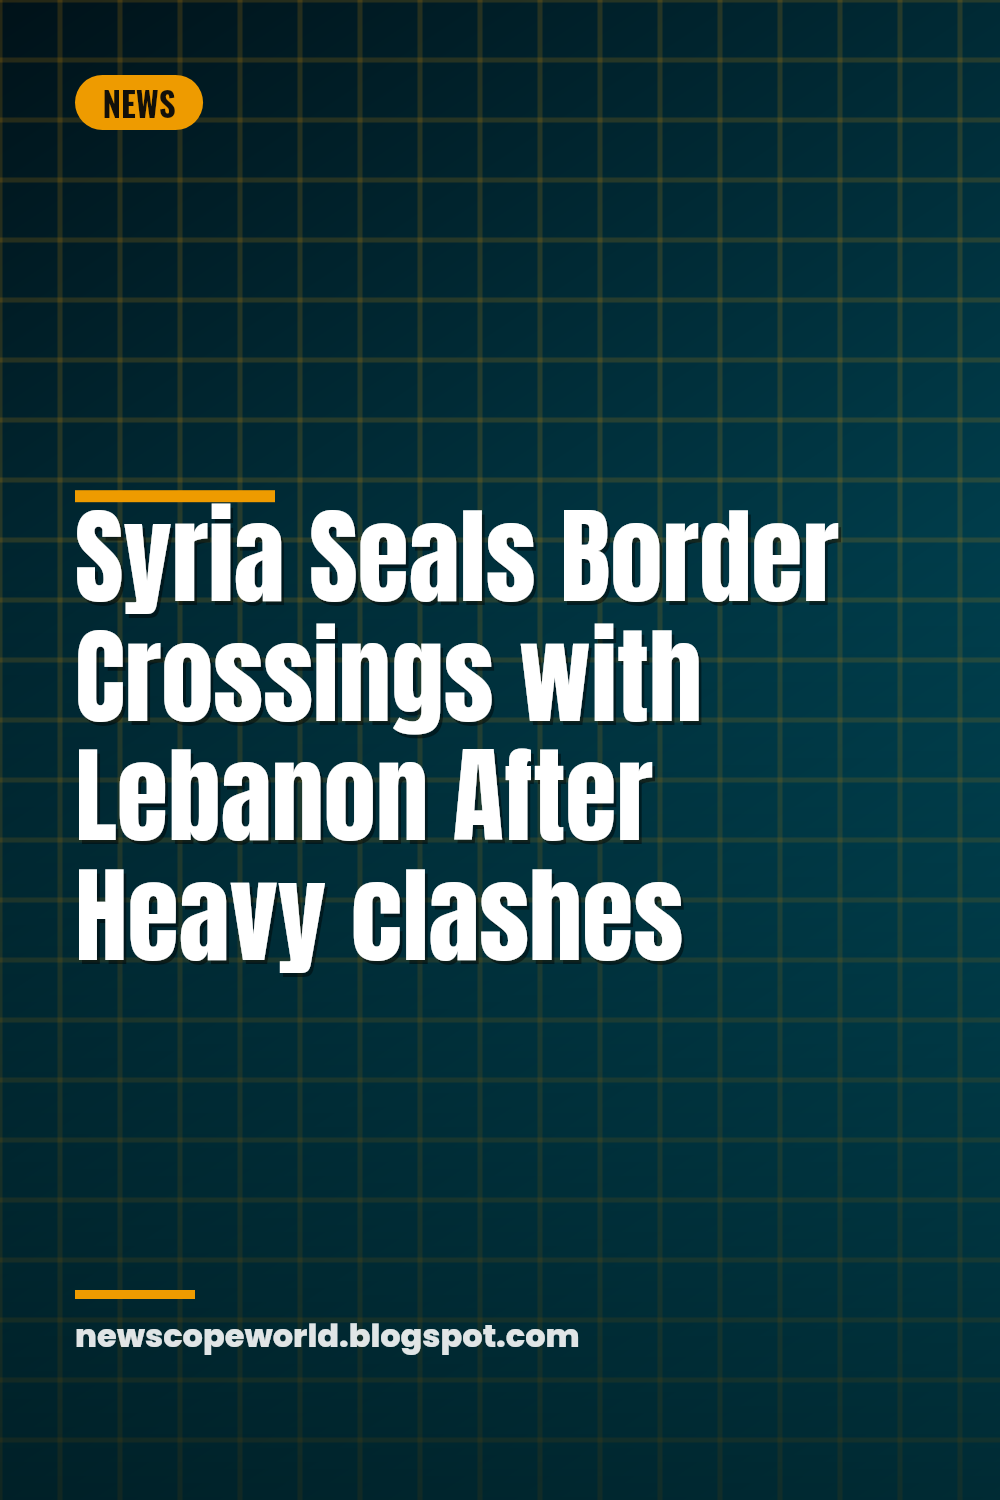 NEWS
Syria Seals Border
Crossings with
Lebanon After
Heavy clashes
newscopeworld.blogspot.com